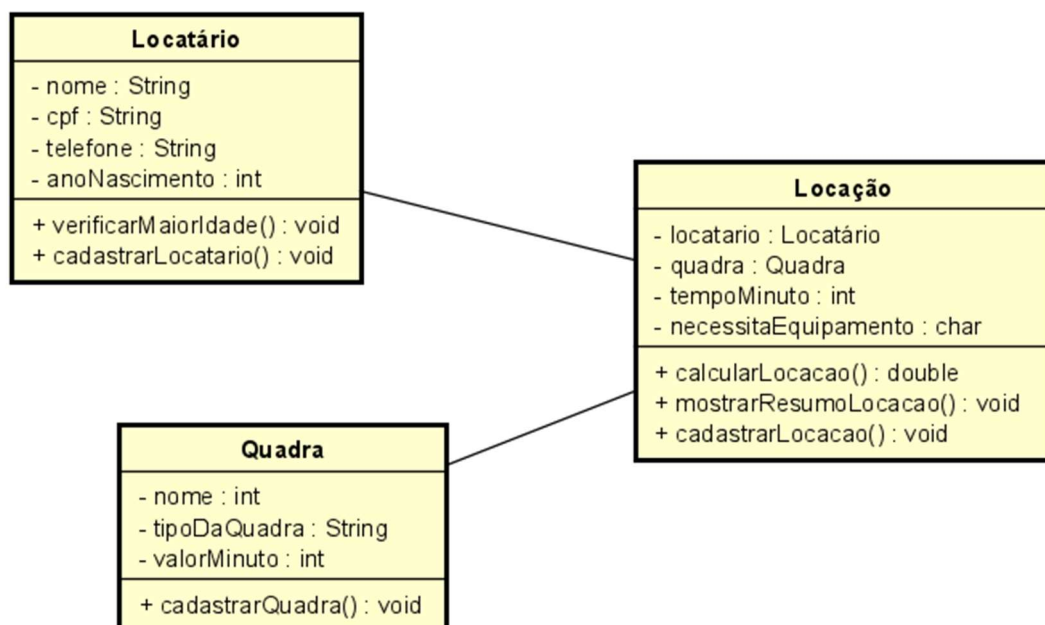 Locatário
- nome : String
- cpf : String
- telefone : String
- anoNascimento : int
+ verificarMaiorIdade() : void
+ cadastrarLocatario() : void
Locação
- locatario : Locatário
- quadra : Quadra
- tempoMinuto : int
- necessitaEquipamento : char
+ calcularLocacao() : double
+ mostrarResumoLocacao() : void
+ cadastrarLocacao() : void
Quadra
- nome : int
- tipoDaQuadra : String
- valorMinuto : int
+ cadastrarQuadra() : void